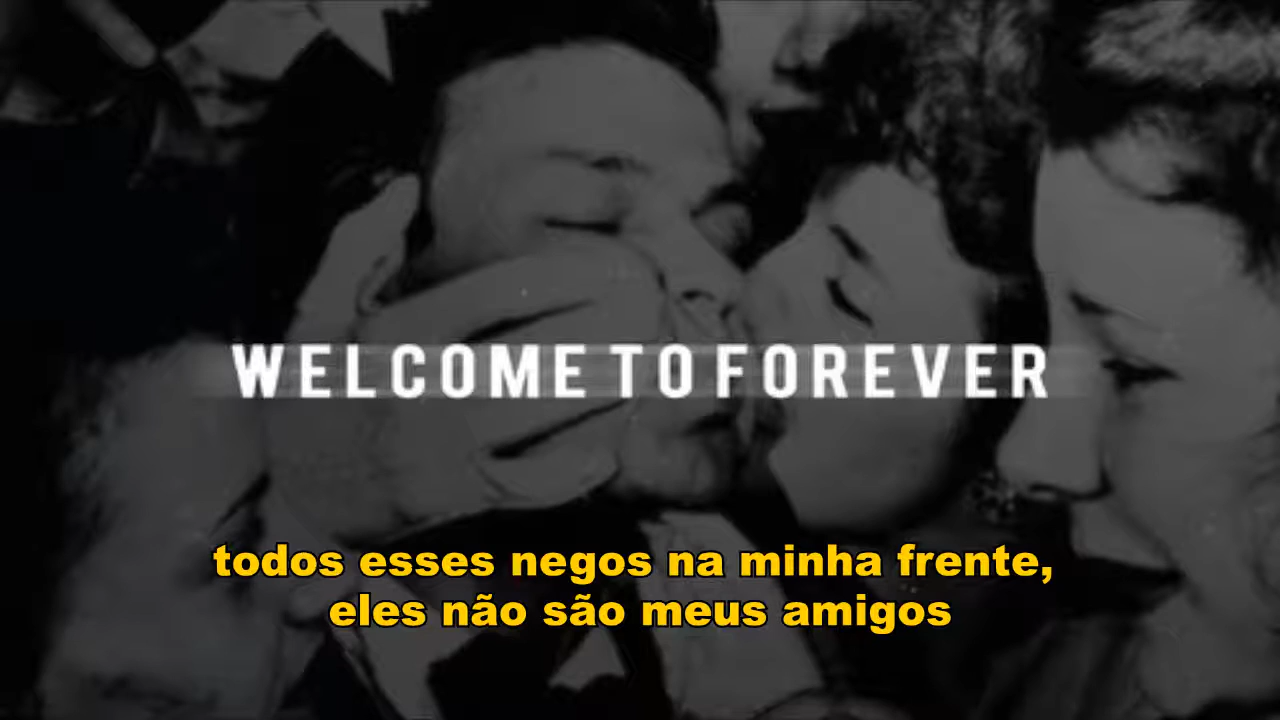 WELCOME TO FOREVER
todos esses negos na minha frente,
eles não são meus amigos